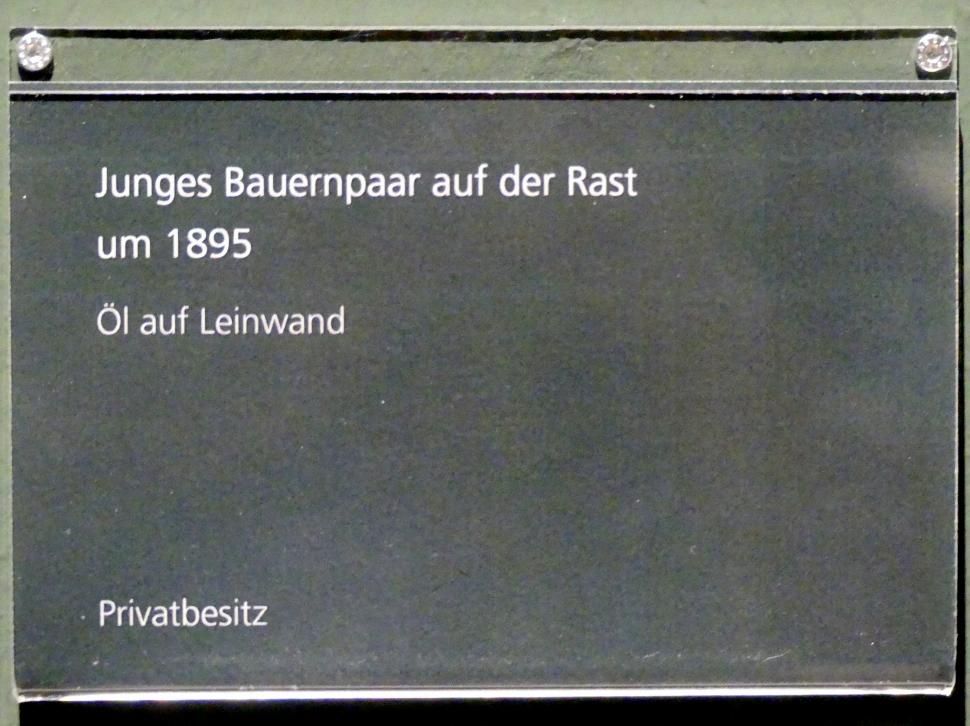 Junges Bauernpaar auf der Rast
um 1895
Öl auf Leinwand
Privatbesitz